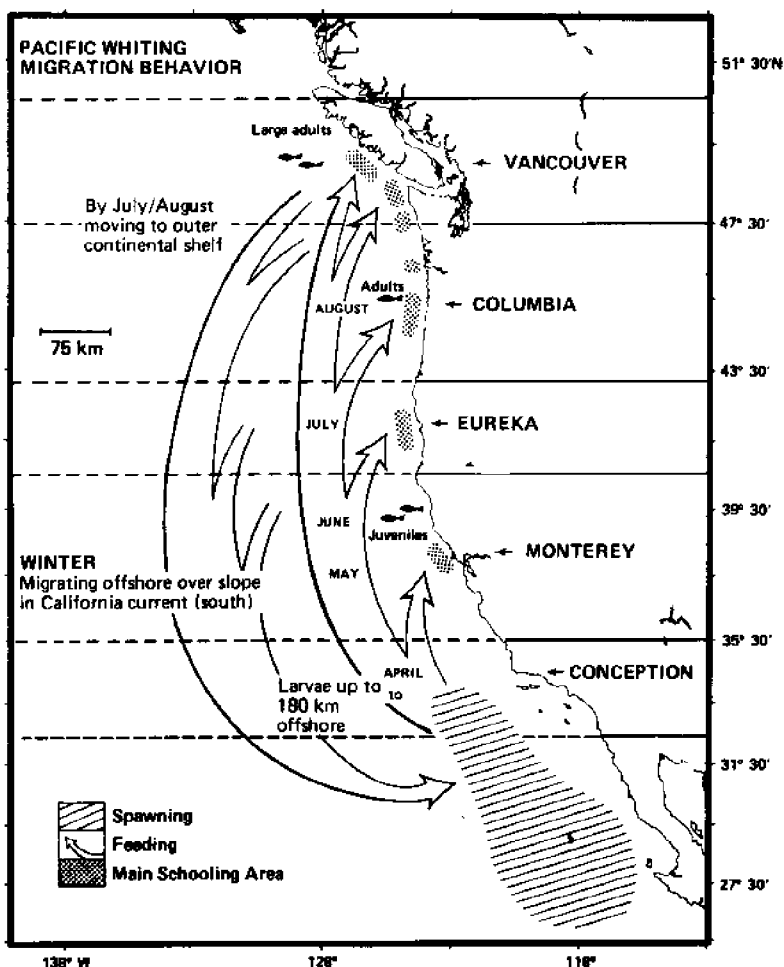 PACIFIC WHITING
MIGRATION BEHAVIOR
51° 30'N
Large adults
VANCOUVER
By July/August
moving to outer
continental shelf
47° 30'
Adults
AUGUST
COLUMBIA
75 km
43° 30'
JULY
EUREKA
39° 30'
JUNE
Juveniles
MONTEREY
WINTER
Migrating offshore over slope
in California current (south)
MAY
35° 30'
APRIL
to
CONCEPTION
Larvae up to
180 km
offshore
31° 30'
Spawning
Feeding
Main Schooling Area
27° 30'
138° W
128°
118°